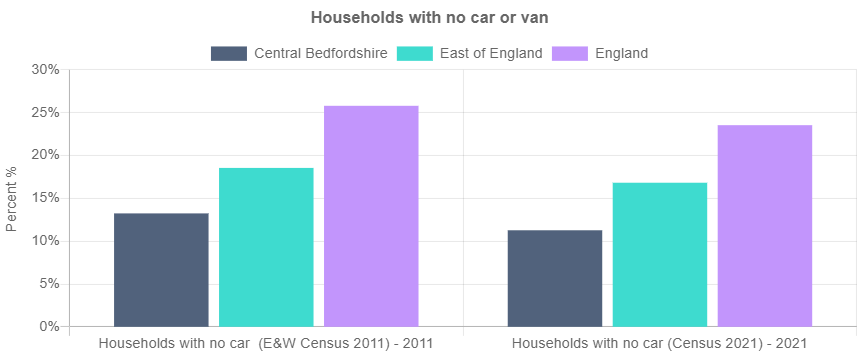 Households with no car or van
Central Bedfordshire East of England England
30%
25%
20%
15%
10%
5%
0%
Percent %
Households with no car  (E&W Census 2011) - 2011 Households with no car (Census 2021) - 2021